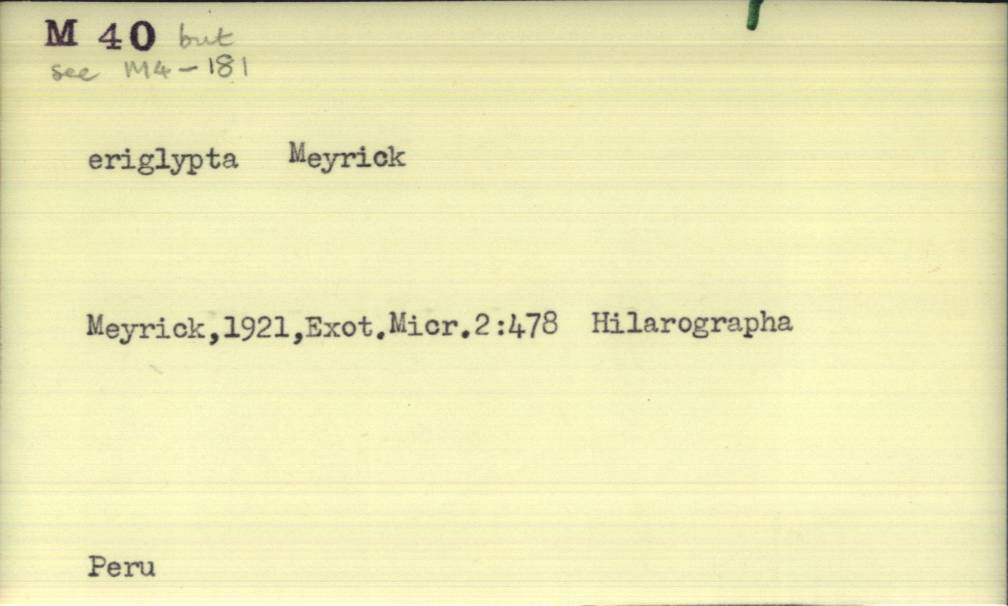 M 40 but
see M4-181
eriglypta Meyrick
Meyrick,1921,Exot.Micr.2:478 Hilarographa
Peru